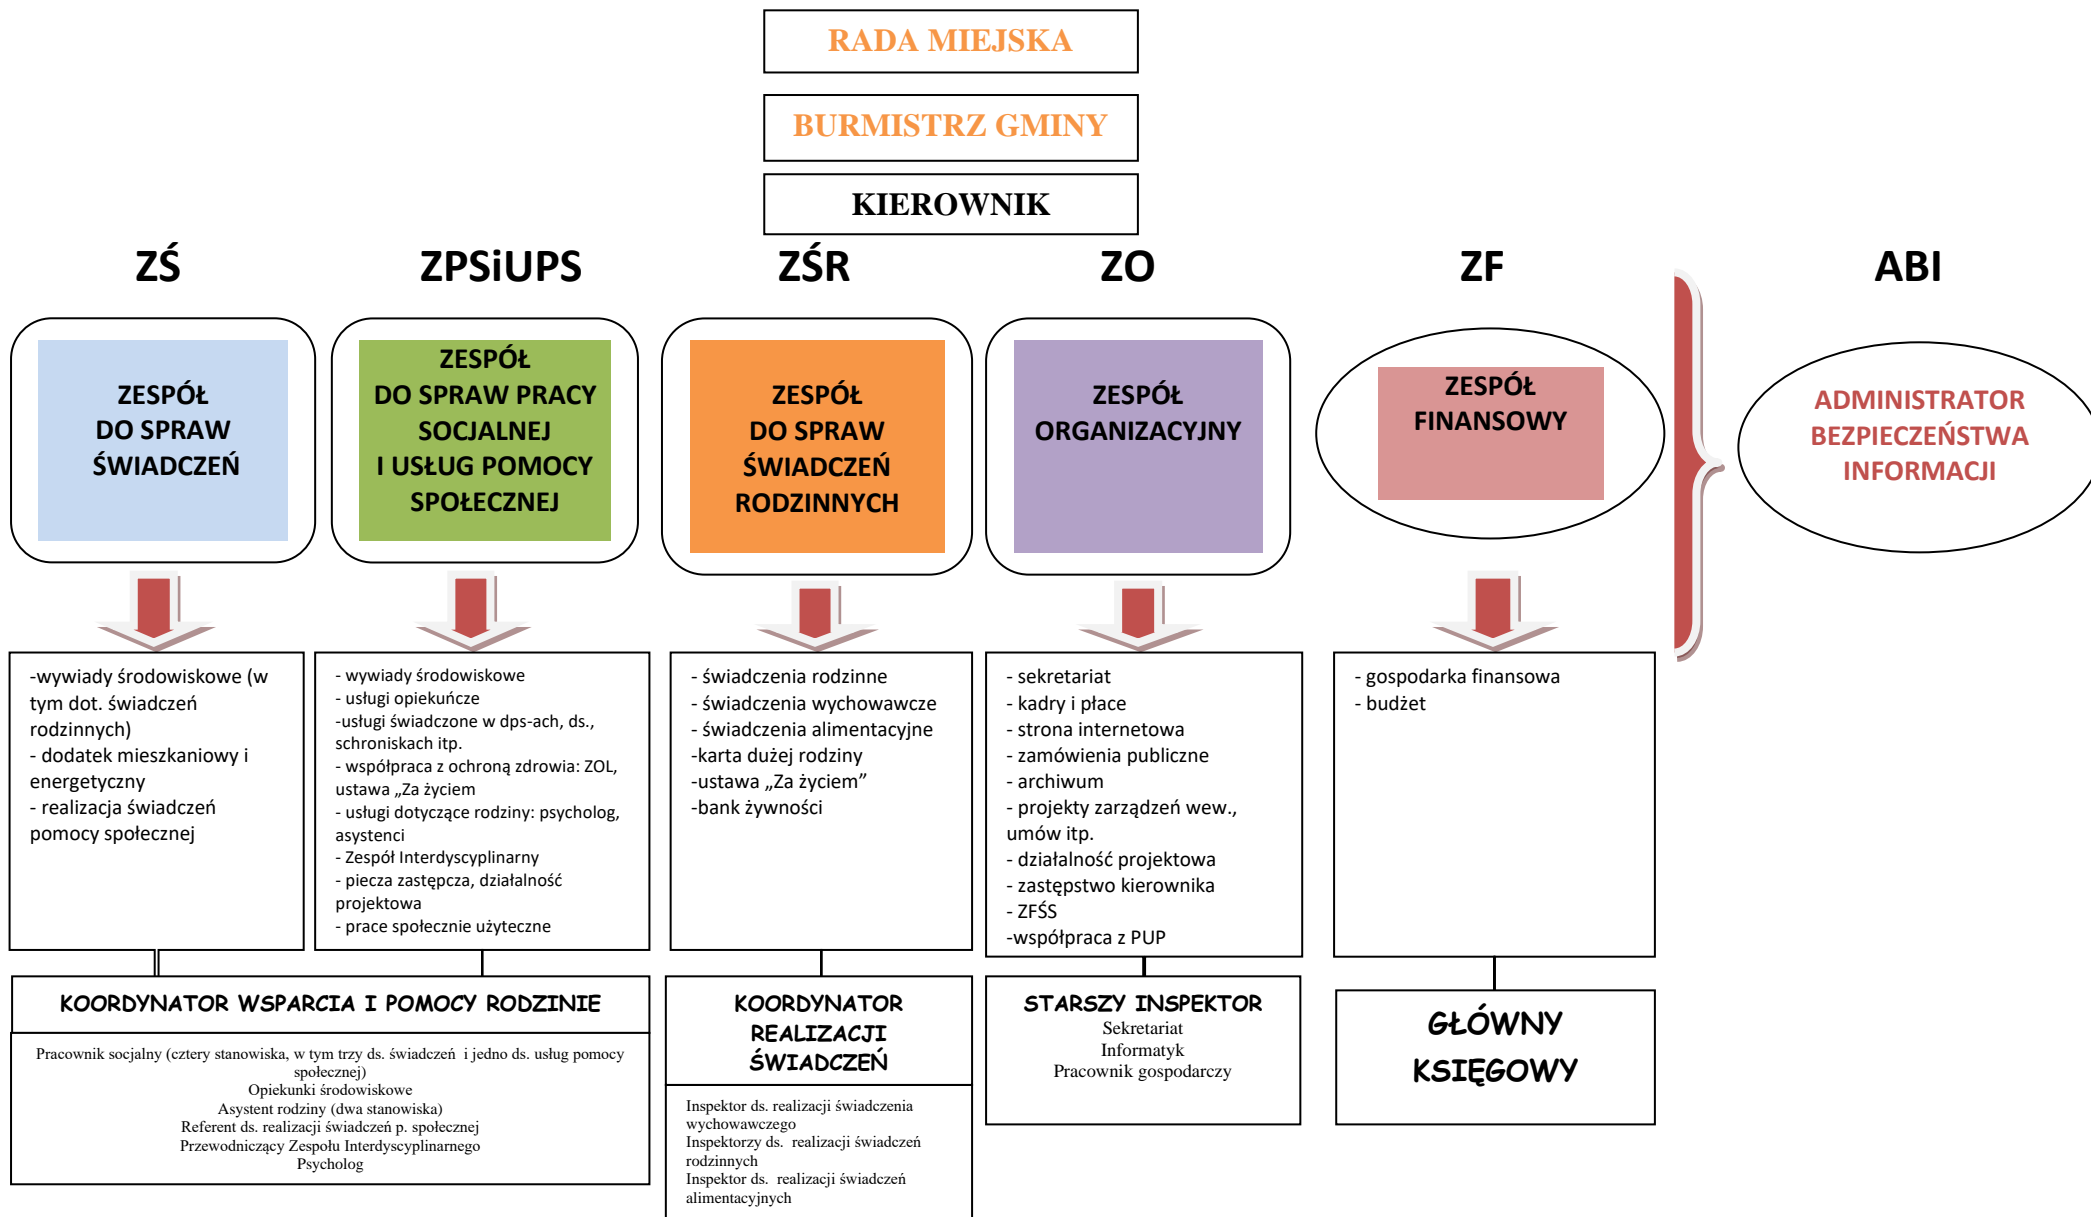 RADA MIEJSKA
BURMISTRZ GMINY
KIEROWNIK
ZŚ
ZPSiUPS
ZŚR
ZO
ZF
ABI
ZESPÓŁ
DO SPRAW
ŚWIADCZEŃ
ZESPÓŁ
DO SPRAW PRACY
SOCJALNEJ
I USŁUG POMOCY
SPOŁECZNEJ
ZESPÓŁ
DO SPRAW
ŚWIADCZEŃ
RODZINNYCH
ZESPÓŁ
ORGANIZACYJNY
ZESPÓŁ
FINANSOWY
ADMINISTRATOR
BEZPIECZEŃSTWA
INFORMACJI
-wywiady środowiskowe (w
tym dot. świadczeń
rodzinnych)
- dodatek mieszkaniowy i
energetyczny
- realizacja świadczeń
pomocy społecznej
- wywiady środowiskowe
- usługi opiekuńcze
-usługi świadczone w dps-ach, ds.,
schroniskach itp.
- współpraca z ochroną zdrowia: ZOL,
ustawa „Za życiem
- usługi dotyczące rodziny: psycholog,
asystenci
- Zespół Interdyscyplinarny
- piecza zastępcza, działalność
projektowa
- prace społecznie użyteczne
- świadczenia rodzinne
- świadczenia wychowawcze
- świadczenia alimentacyjne
-karta dużej rodziny
-ustawa „Za życiem”
-bank żywności
- sekretariat
- kadry i płace
- strona internetowa
- zamówienia publiczne
- archiwum
- projekty zarządzeń wew.,
umów itp.
- działalność projektowa
- zastępstwo kierownika
- ZFŚS
-współpraca z PUP
- gospodarka finansowa
- budżet
KOORDYNATOR WSPARCIA I POMOCY RODZINIE
Pracownik socjalny (cztery stanowiska, w tym trzy ds. świadczeń i jedno ds. usług pomocy
społecznej)
Opiekunki środowiskowe
Asystent rodziny (dwa stanowiska)
Referent ds. realizacji świadczeń p. społecznej
Przewodniczący Zespołu Interdyscyplinarnego
Psycholog
KOORDYNATOR
REALIZACJI
ŚWIADCZEŃ
Inspektor ds. realizacji świadczenia
wychowawczego
Inspektorzy ds. realizacji świadczeń
rodzinnych
Inspektor ds. realizacji świadczeń
alimentacyjnych
STARSZY INSPEKTOR
Sekretariat
Informatyk
Pracownik gospodarczy
GŁÓWNY
KSIĘGOWY